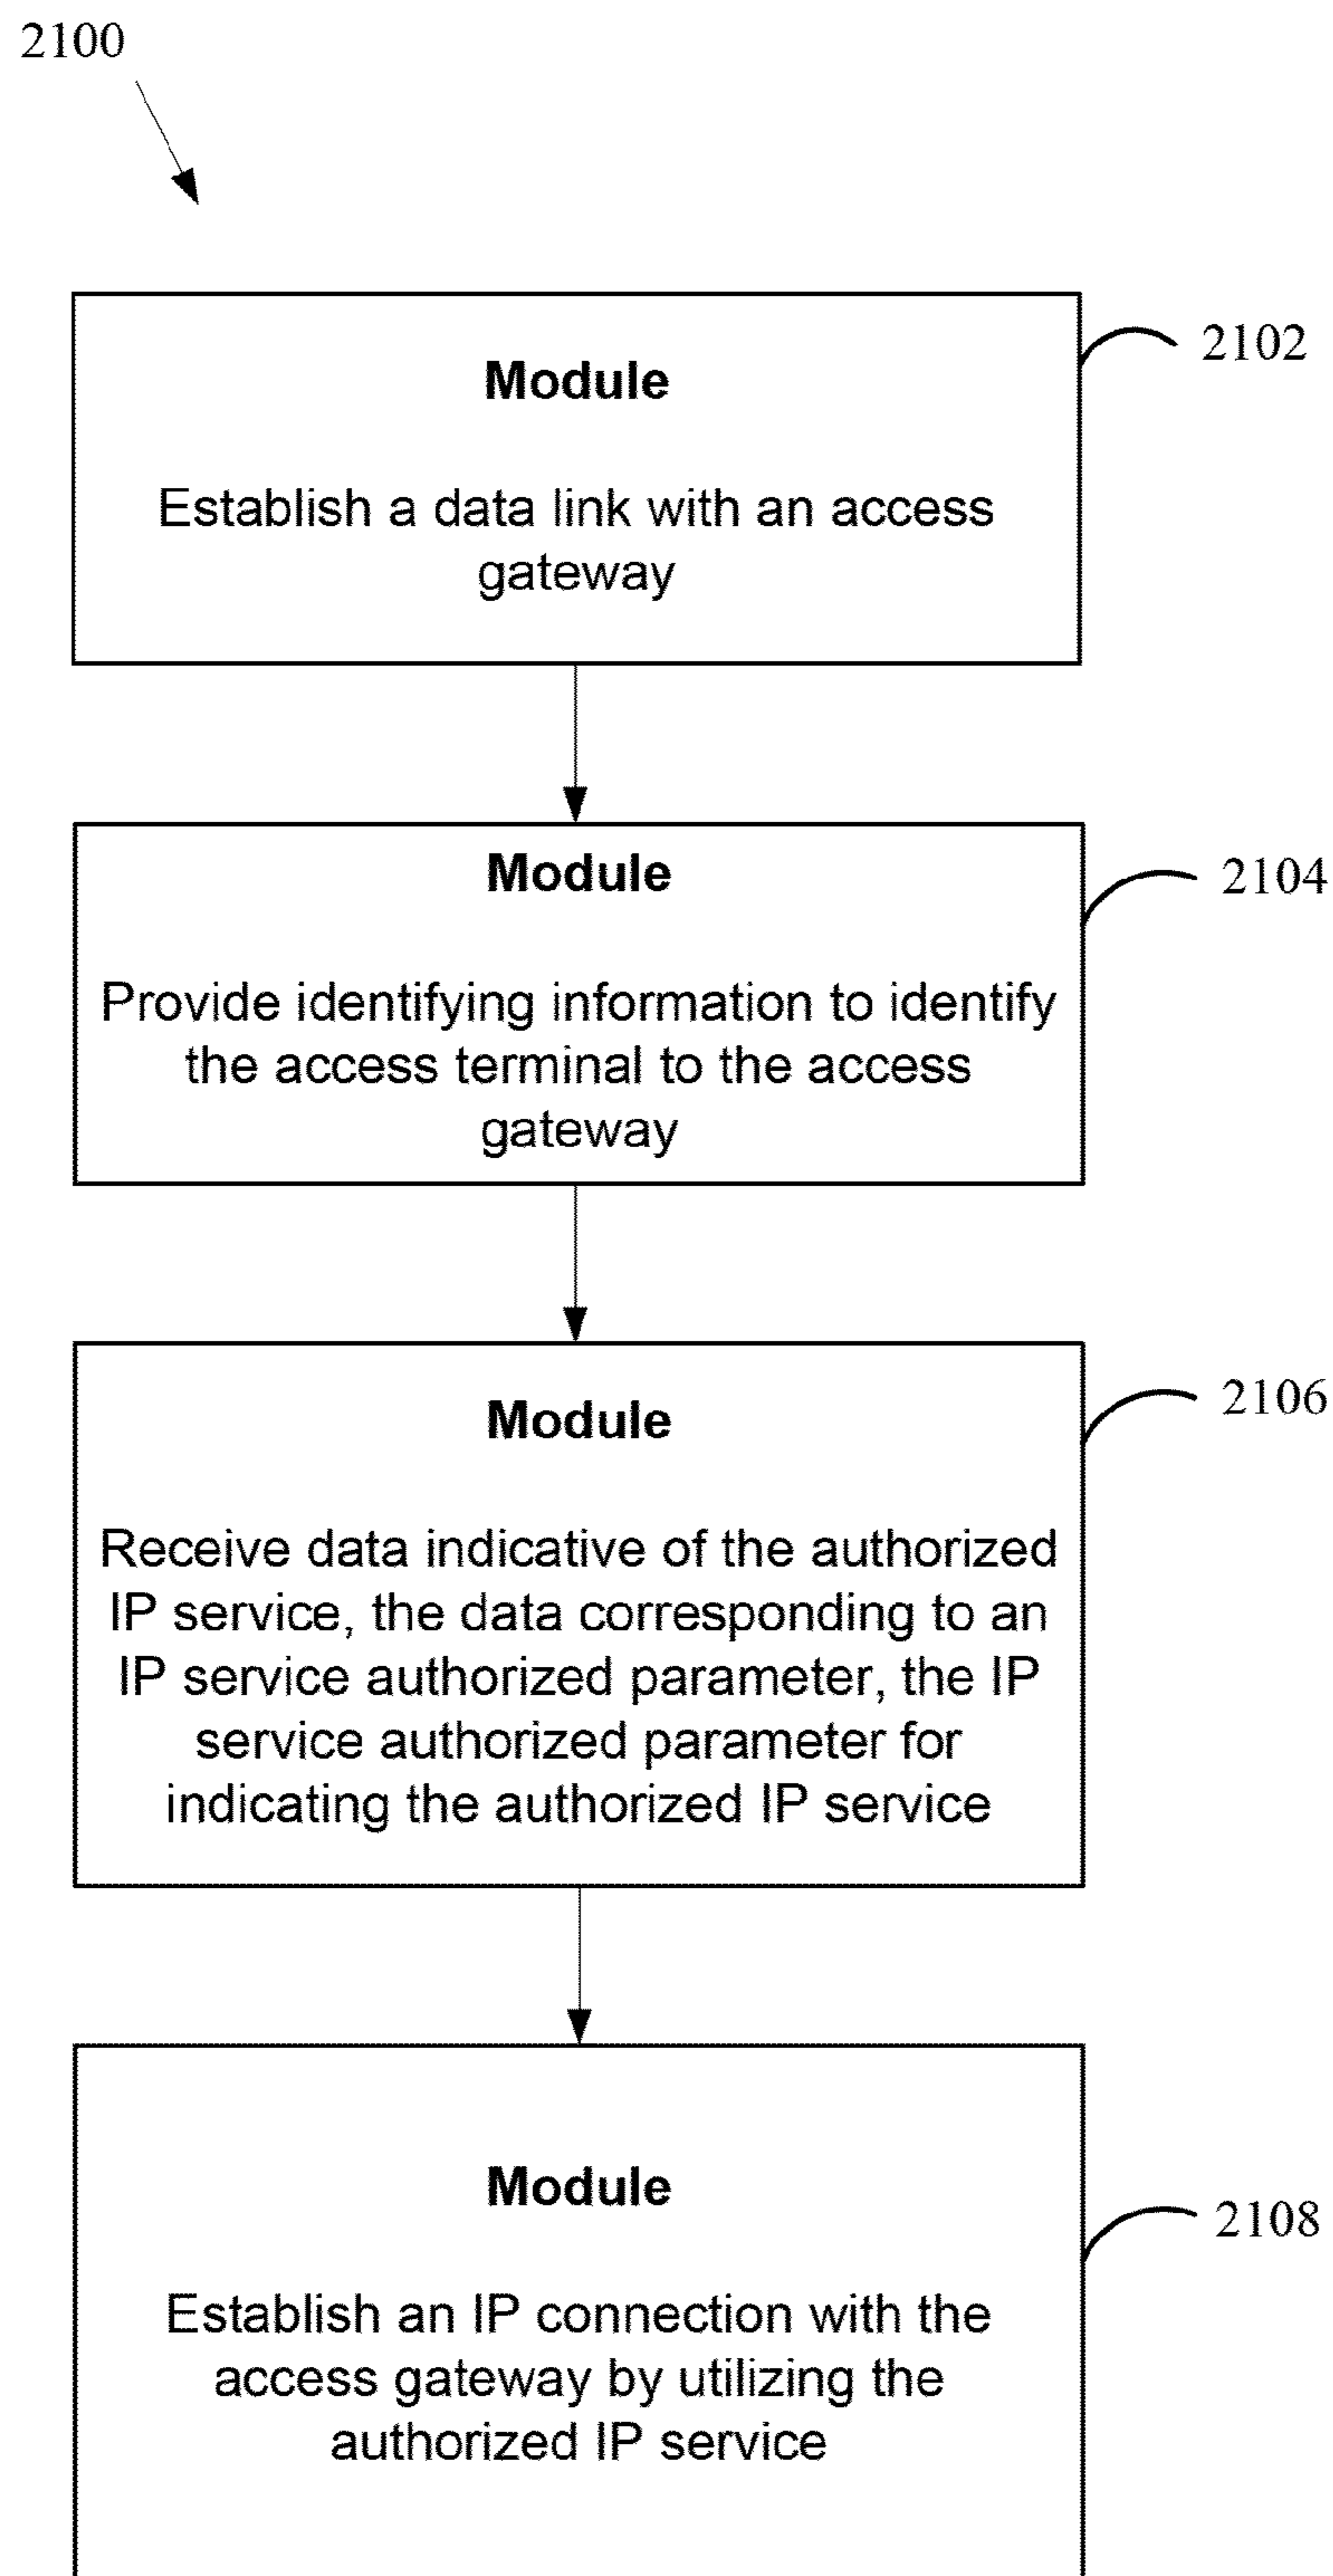 2100
Module
2102
Establish a data link with an access
gateway
Module
2104
Provide identifying information to identify
the access terminal to the access
gateway
Module
2106
Receive data indicative of the authorized
IP service, the data corresponding to an
IP service authorized parameter, the IP
service authorized parameter for
indicating the authorized IP service
Module
2108
Establish an IP connection with the
access gateway by utilizing the
authorized IP service